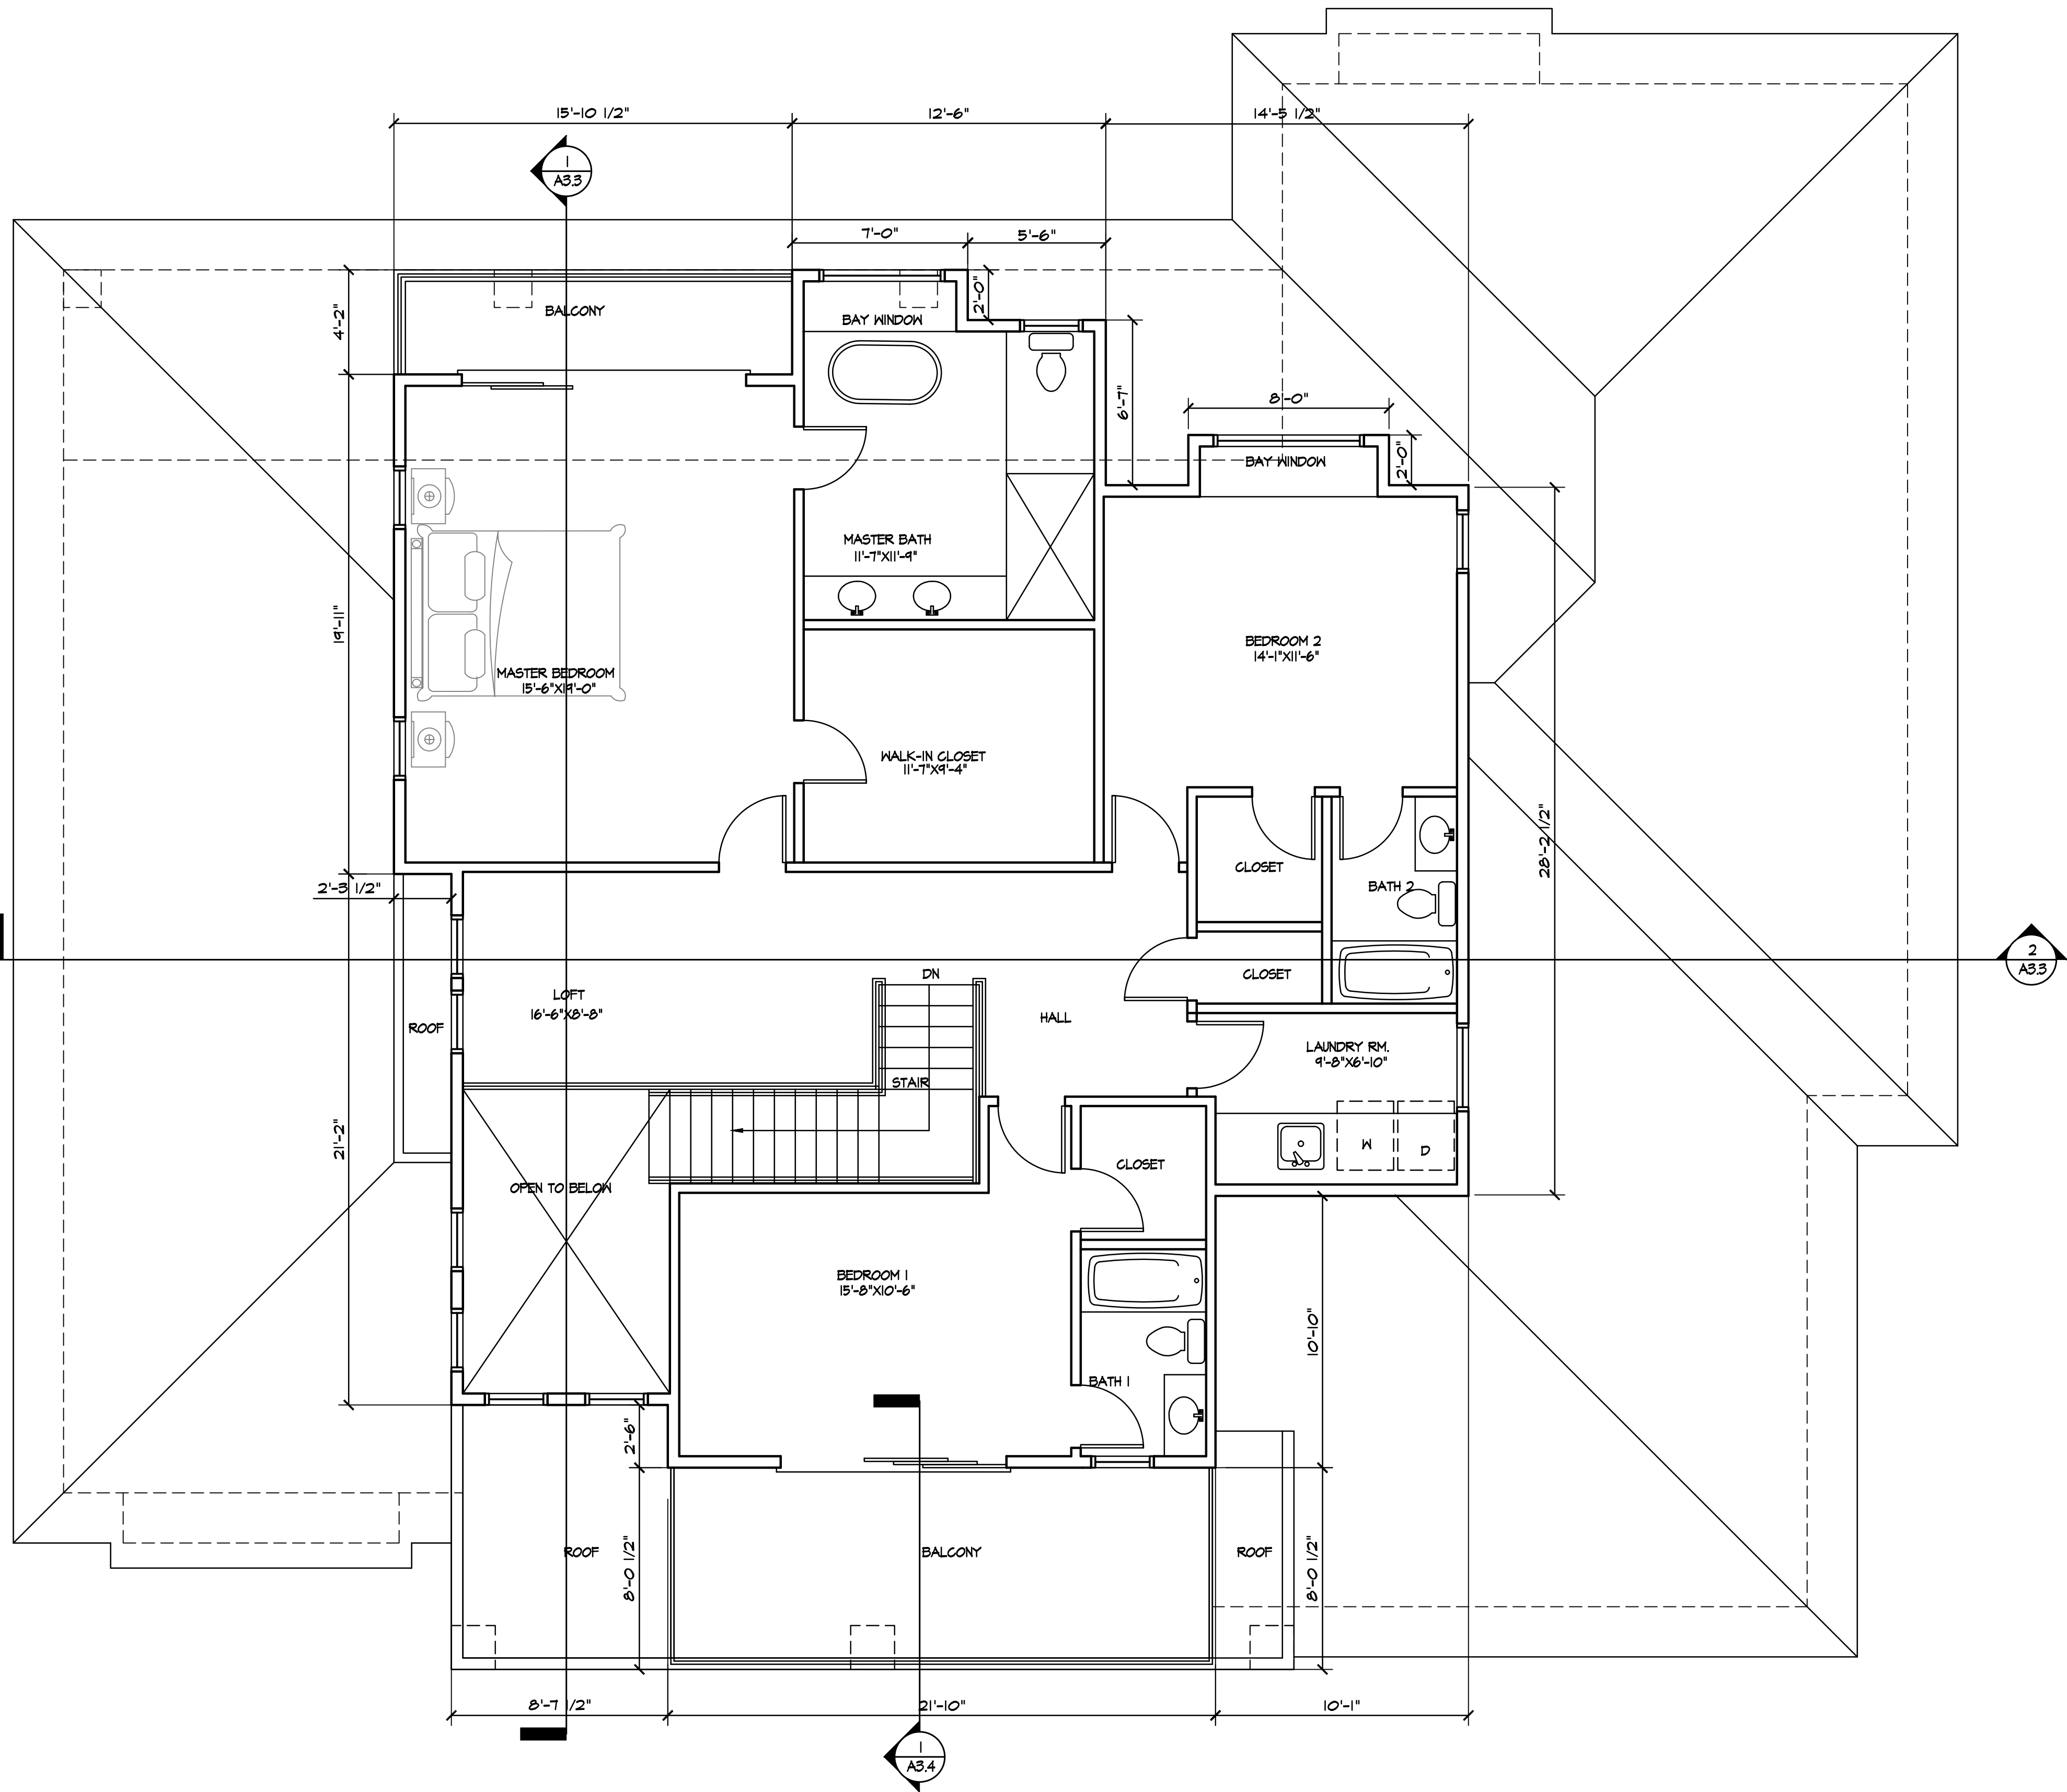 15'-10 1/2"
12'-6"
14'-5 1/2"
1
A3.3
7'-0"
5'-6"
4'-2"
BALCONY
BAY WINDOW
2'-0"
6'-7"
8'-0"
BAY WINDOW
2'-0"
MASTER BATH
11'-7"X11'-9"
19'-11"
MASTER BEDROOM
15'-6"X19'-0"
BEDROOM 2
14'-1"X11'-6"
WALK-IN CLOSET
11'-7"X9'-4"
28'-2 1/2"
CLOSET
BATH 2
2'-3 1/2"
2
A3.3
DN
CLOSET
LOFT
16'-6"X8'-8"
HALL
ROOF
LAUNDRY RM.
9'-8"X6'-10"
STAIR
21'-2"
W
D
CLOSET
OPEN TO BELOW
BEDROOM 1
15'-8"X10'-6"
10'-10"
BATH 1
2'-6"
ROOF
8'-0 1/2"
BALCONY
ROOF
8'-0 1/2"
8'-7 1/2"
21'-10"
10'-1"
1
A3.4